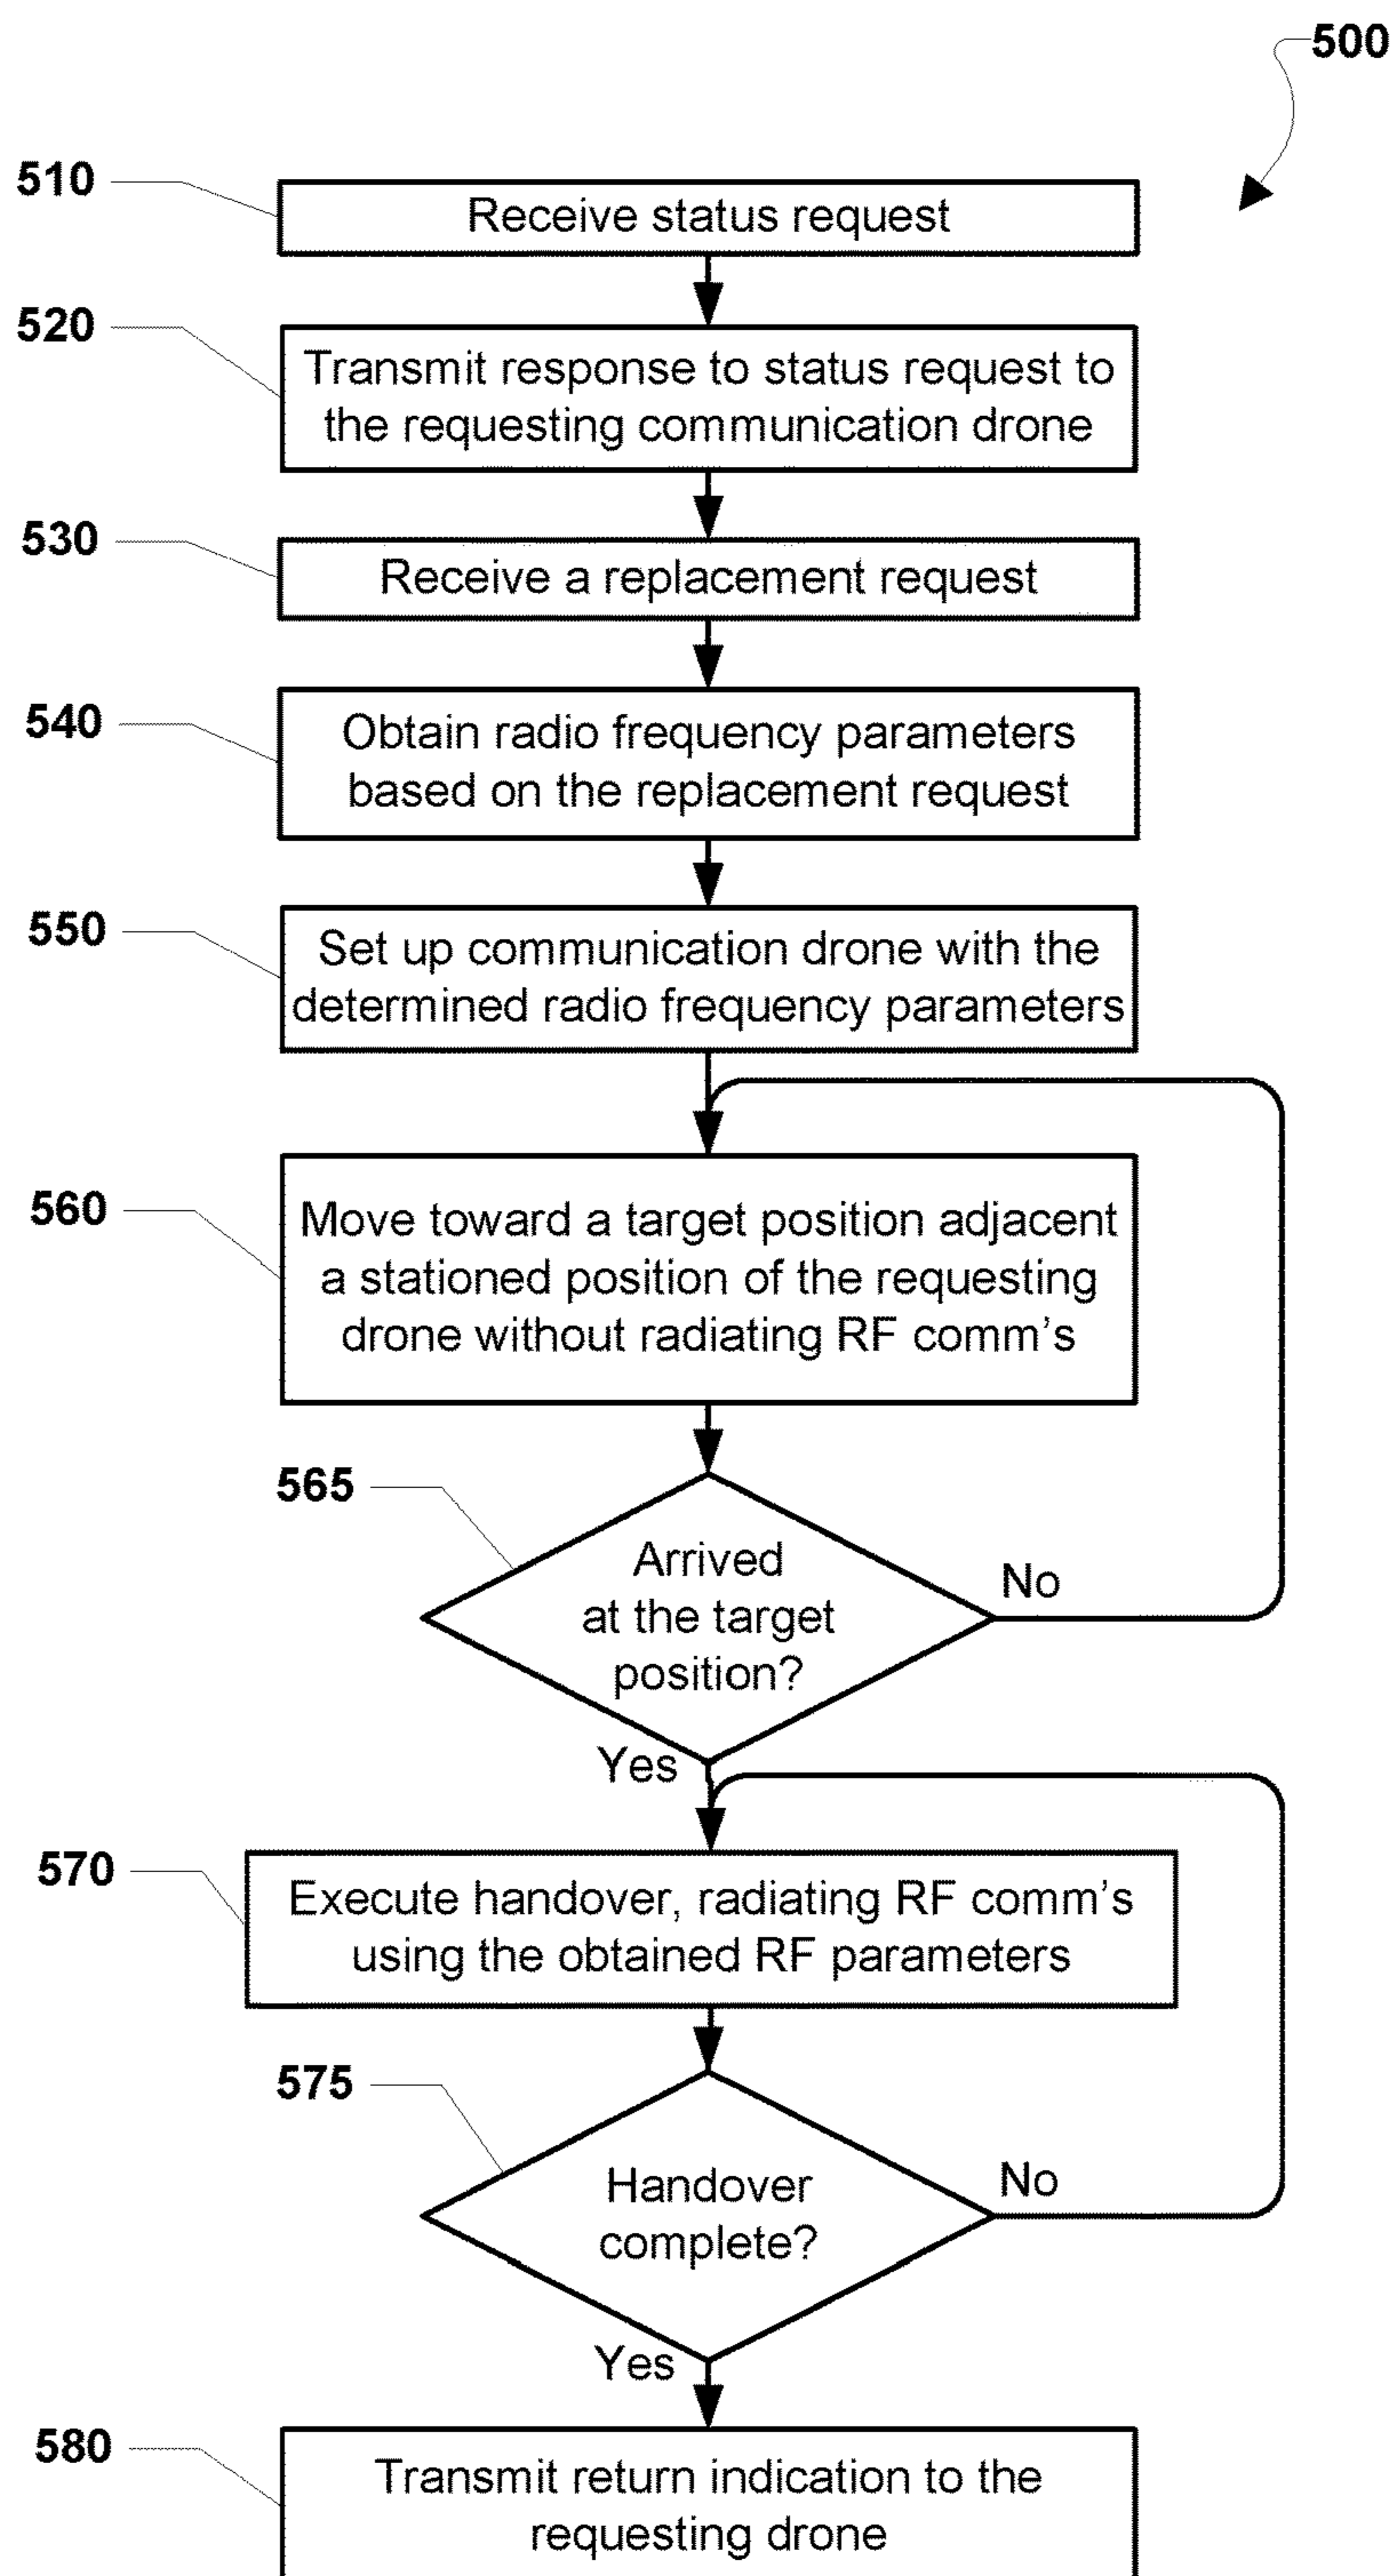 500
510
Receive status request
520
Transmit response to status request to
the requesting communication drone
530
Receive a replacement request
540
Obtain radio frequency parameters
based on the replacement request
550
Set up communication drone with the
determined radio frequency parameters
560
Move toward a target position adjacent
a stationed position of the requesting
drone without radiating RF comm's
565
Arrived
at the target
position?
No
Yes
570
Execute handover, radiating RF comm's
using the obtained RF parameters
575
Handover
complete?
No
Yes
580
Transmit return indication to the
requesting drone